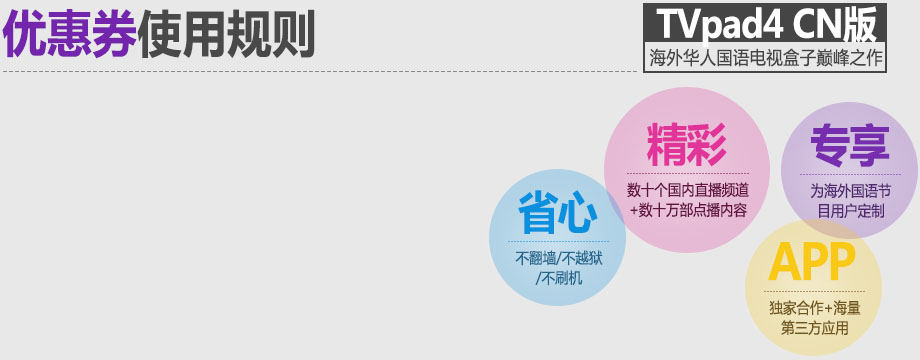 优惠券使用规则
TVpad4 CN版
海外华人国语电视盒子巅峰之作
精彩
数十个国内直播频道
+数十万部点播内容
专享
为海外国语节
目用户定制
省心
不翻墙/不越狱
/不刷机
APP
独家合作+海量
第三方应用